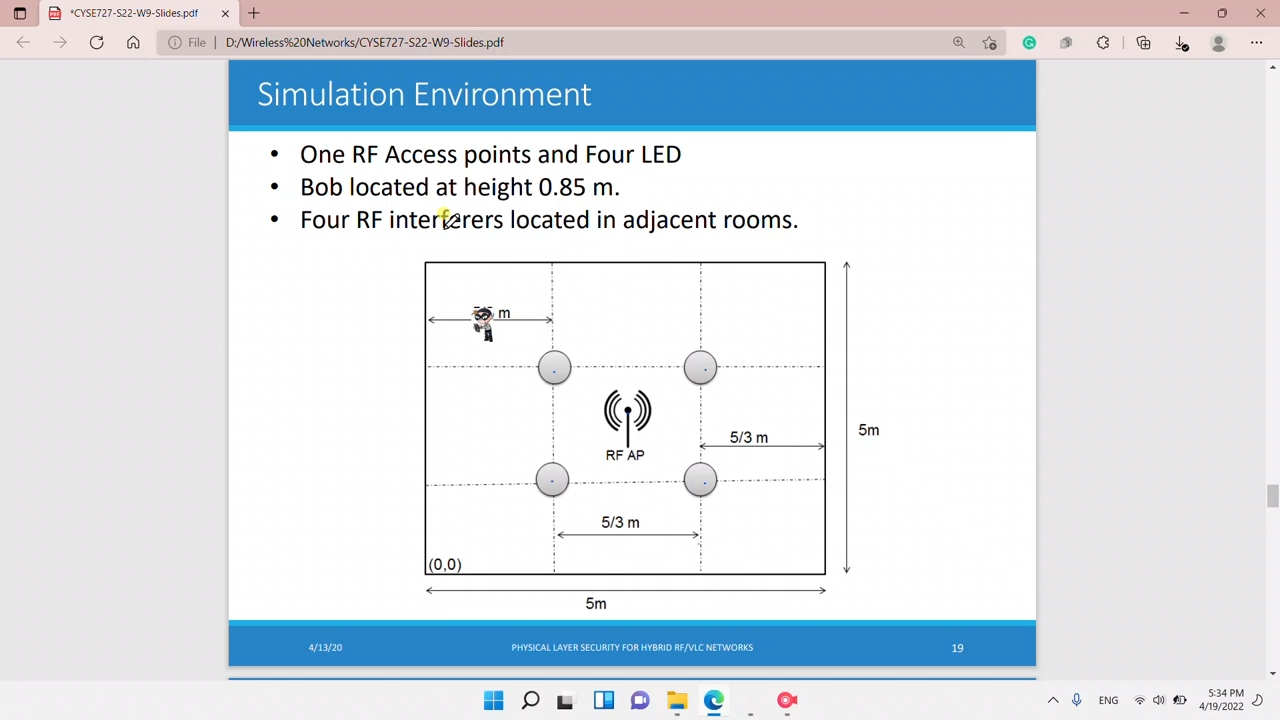 *CYSE727-S22-W9-Slides.pdf
File
D:/Wireless%20Networks/CYSE727-S22-W9-Slides.pdf
Simulation Environment
• One RF Access points and Four LED
• Bob located at height 0.85 m.
• Four RF interferers located in adjacent rooms.
m
RF AP
5/3 m
5m
5/3 m
(0,0)
5m
4/13/20
PHYSICAL LAYER SECURITY FOR HYBRID RF/VLC NETWORKS
19
ENG
5:34 PM
4/19/2022